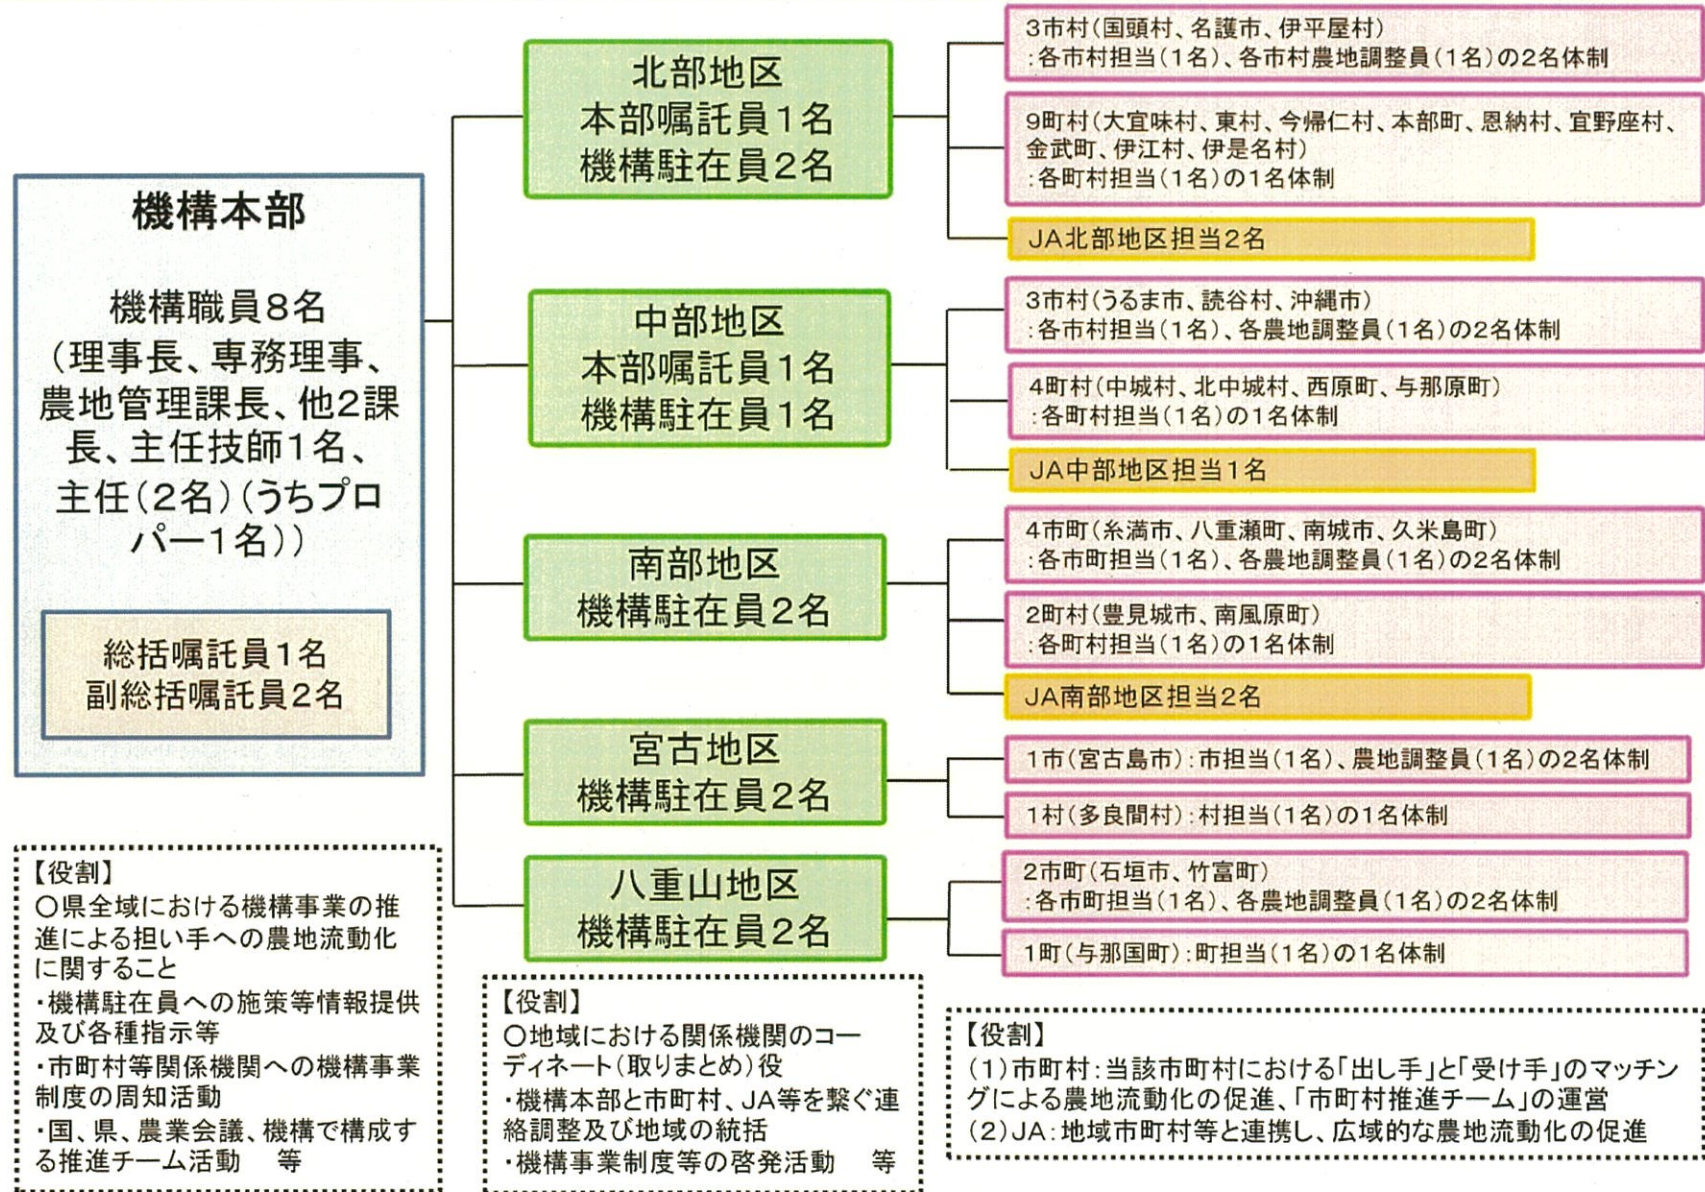 機構本部
機構職員8名
(理事長、専務理事、
農地管理課長、他2課
長、主任技師1名、
主任(2名)(うちプロ
パー1名))
総括嘱託員1名
副総括嘱託員2名
【役割】
○県全域における機構事業の推
進による担い手への農地流動化
に関すること
・機構駐在員への施策等情報提供
及び各種指示等
・市町村等関係機関への機構事業
制度の周知活動
・国、県、農業会議、機構で構成す
る推進チーム活動　等
北部地区
本部嘱託員1名
機構駐在員2名
中部地区
本部嘱託員1名
機構駐在員1名
南部地区
機構駐在員2名
宮古地区
機構駐在員2名
八重山地区
機構駐在員2名
【役割】
○地域における関係機関のコー
ディネート(取りまとめ)役
・機構本部と市町村、JA等を繋ぐ連
絡調整及び地域の統括
・機構事業制度等の啓発活動　等
3市村(国頭村、名護市、伊平屋村)
:各市村担当(1名)、各市村農地調整員(1名)の2名体制
9町村(大宜味村、東村、今帰仁村、本部町、恩納村、宜野座村、
金武町、伊江村、伊是名村)
:各町村担当(1名)の1名体制
JA北部地区担当2名
3市村(うるま市、読谷村、沖縄市)
:各市村担当(1名)、各農地調整員(1名)の2名体制
4町村(中城村、北中城村、西原町、与那原町)
:各町村担当(1名)の1名体制
JA中部地区担当1名
4市町(糸満市、八重瀬町、南城市、久米島町)
:各市町担当(1名)、各農地調整員(1名)の2名体制
2町村(豊見城市、南風原町)
:各町村担当(1名)の1名体制
JA南部地区担当2名
1市(宮古島市):市担当(1名)、農地調整員(1名)の2名体制
1村(多良間村):村担当(1名)の1名体制
2市町(石垣市、竹富町)
:各市町担当(1名)、各農地調整員(1名)の2名体制
1町(与那国町):町担当(1名)の1名体制
【役割】
(1)市町村:当該市町村における「出し手」と「受け手」のマッチン
グによる農地流動化の促進、「市町村推進チーム」の運営
(2)JA:地域市町村等と連携し、広域的な農地流動化の促進